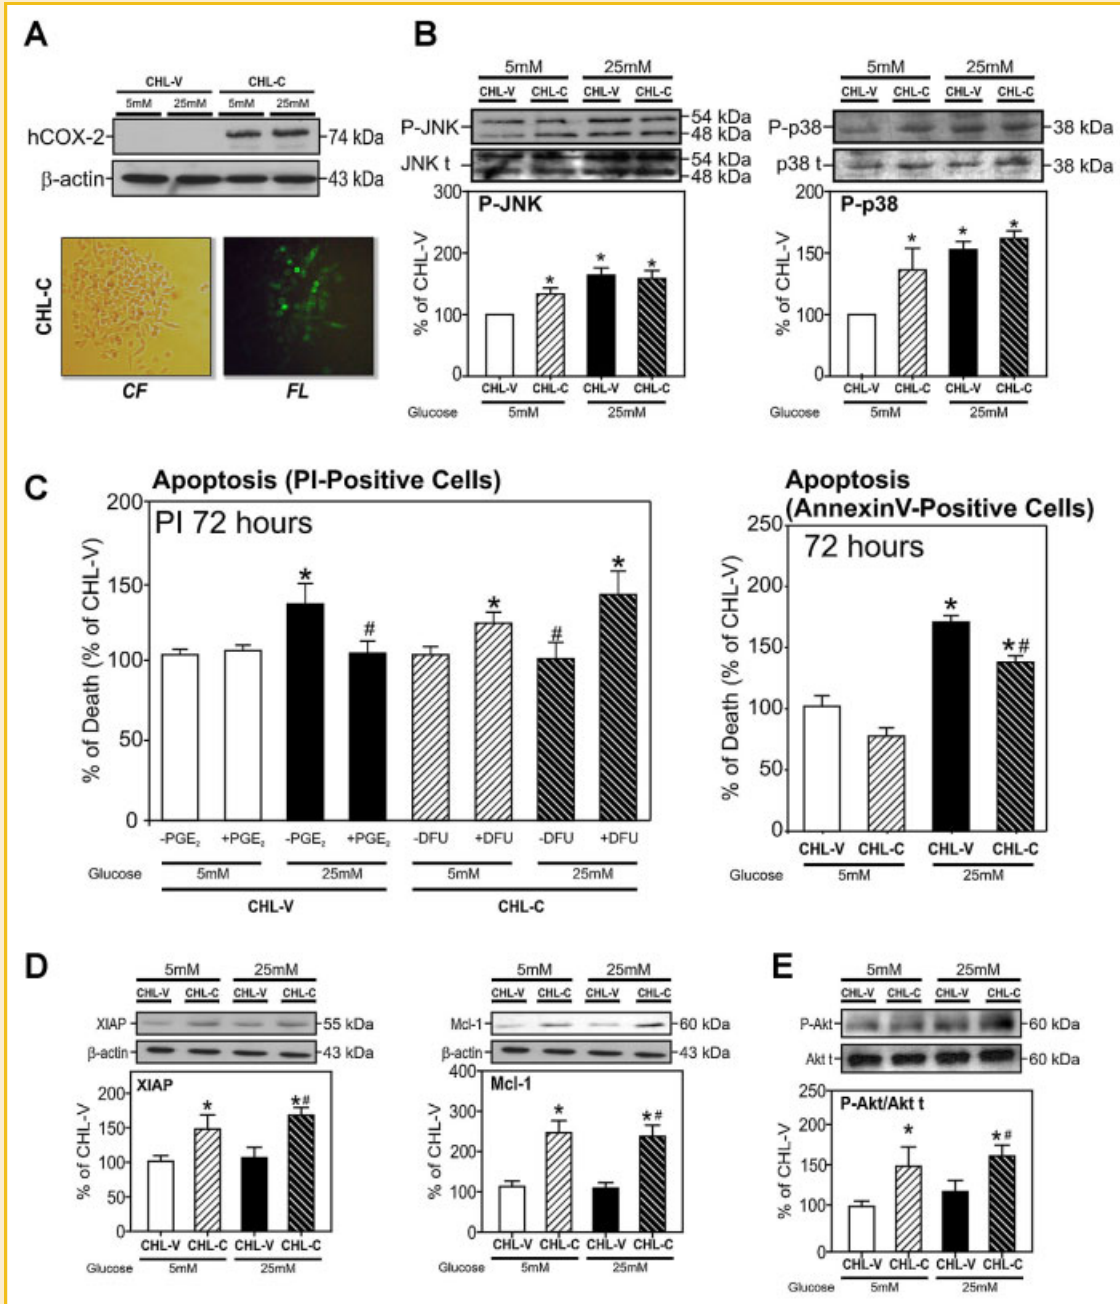 A
CHL-V CHL-C
5mM 25mM 5mM 25mM
hCOX-2 74 kDa
β-actin 43 kDa
CHL-C
CF FL
B
5mM 25mM
CHL-V CHL-C CHL-V CHL-C
P-JNK 54 kDa
48 kDa
JNK t 54 kDa
48 kDa
P-JNK
% of CHL-V
300
200
100
0
* * *
CHL-V CHL-C CHL-V CHL-C
Glucose 5mM 25mM
5mM 25mM
CHL-V CHL-C CHL-V CHL-C
P-p38 38 kDa
p38 t 38 kDa
P-p38
% of CHL-V
200
150
100
0
* * *
CHL-V CHL-C CHL-V CHL-C
5mM 25mM
C
Apoptosis (PI-Positive Cells)
PI 72 hours
% of Death (% of CHL-V)
200
150
100
50
0
* # * # *
-PGE₂ +PGE₂ -PGE₂ +PGE₂ -DFU +DFU -DFU +DFU
Glucose 5mM 25mM 5mM 25mM
CHL-V CHL-C
Apoptosis
(AnnexinV-Positive Cells)
72 hours
% of Death (% of CHL-V)
250
200
150
100
50
0
* *#
CHL-V CHL-C CHL-V CHL-C
Glucose 5mM 25mM
D
5mM 25mM
CHL-V CHL-C CHL-V CHL-C
XIAP 55 kDa
β-actin 43 kDa
XIAP
% of CHL-V
200
150
100
50
0
* *#
CHL-V CHL-C CHL-V CHL-C
Glucose 5mM 25mM
5mM 25mM
CHL-V CHL-C CHL-V CHL-C
Mcl-1 60 kDa
β-actin 43 kDa
Mcl-1
% of CHL-V
400
300
200
100
0
* *#
CHL-V CHL-C CHL-V CHL-C
Glucose 5mM 25mM
E
5mM 25mM
CHL-V CHL-C CHL-V CHL-C
P-Akt 60 kDa
Akt t 60 kDa
P-Akt/Akt t
% of CHL-V
250
200
150
100
0
* *#
CHL-V CHL-C CHL-V CHL-C
Glucose 5mM 25mM